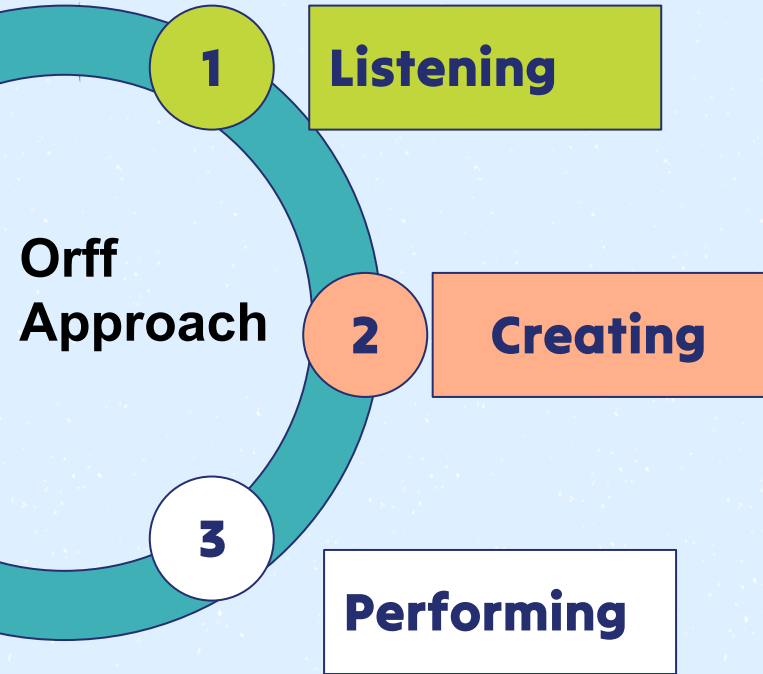 1 Listening
Orff
Approach
2 Creating
3
Performing